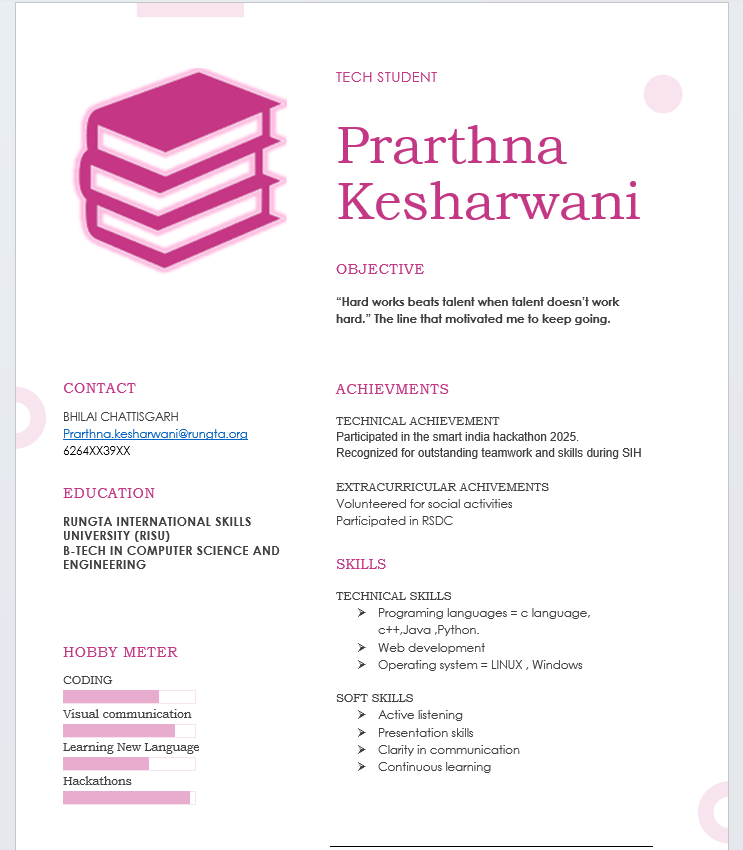 TECH STUDENT
Prarthna
Kesharwani
OBJECTIVE
“Hard works beats talent when talent doesn’t work
hard.” The line that motivated me to keep going.
CONTACT
BHILAI CHATTISGARH
Prarthna.kesharwani@rungta.org
6264XX39XX
EDUCATION
RUNGTA INTERNATIONAL SKILLS
UNIVERSITY (RISU)
B-TECH IN COMPUTER SCIENCE AND
ENGINEERING
HOBBY METER
CODING
Visual communication
Learning New Language
Hackathons
ACHIEVMENTS
TECHNICAL ACHIEVEMENT
Participated in the smart india hackathon 2025.
Recognized for outstanding teamwork and skills during SIH
EXTRACURRICULAR ACHIVEMENTS
Volunteered for social activities
Participated in RSDC
SKILLS
TECHNICAL SKILLS
➢ Programing languages = c language,
c++,Java ,Python.
➢ Web development
➢ Operating system = LINUX , Windows
SOFT SKILLS
➢ Active listening
➢ Presentation skills
➢ Clarity in communication
➢ Continuous learning